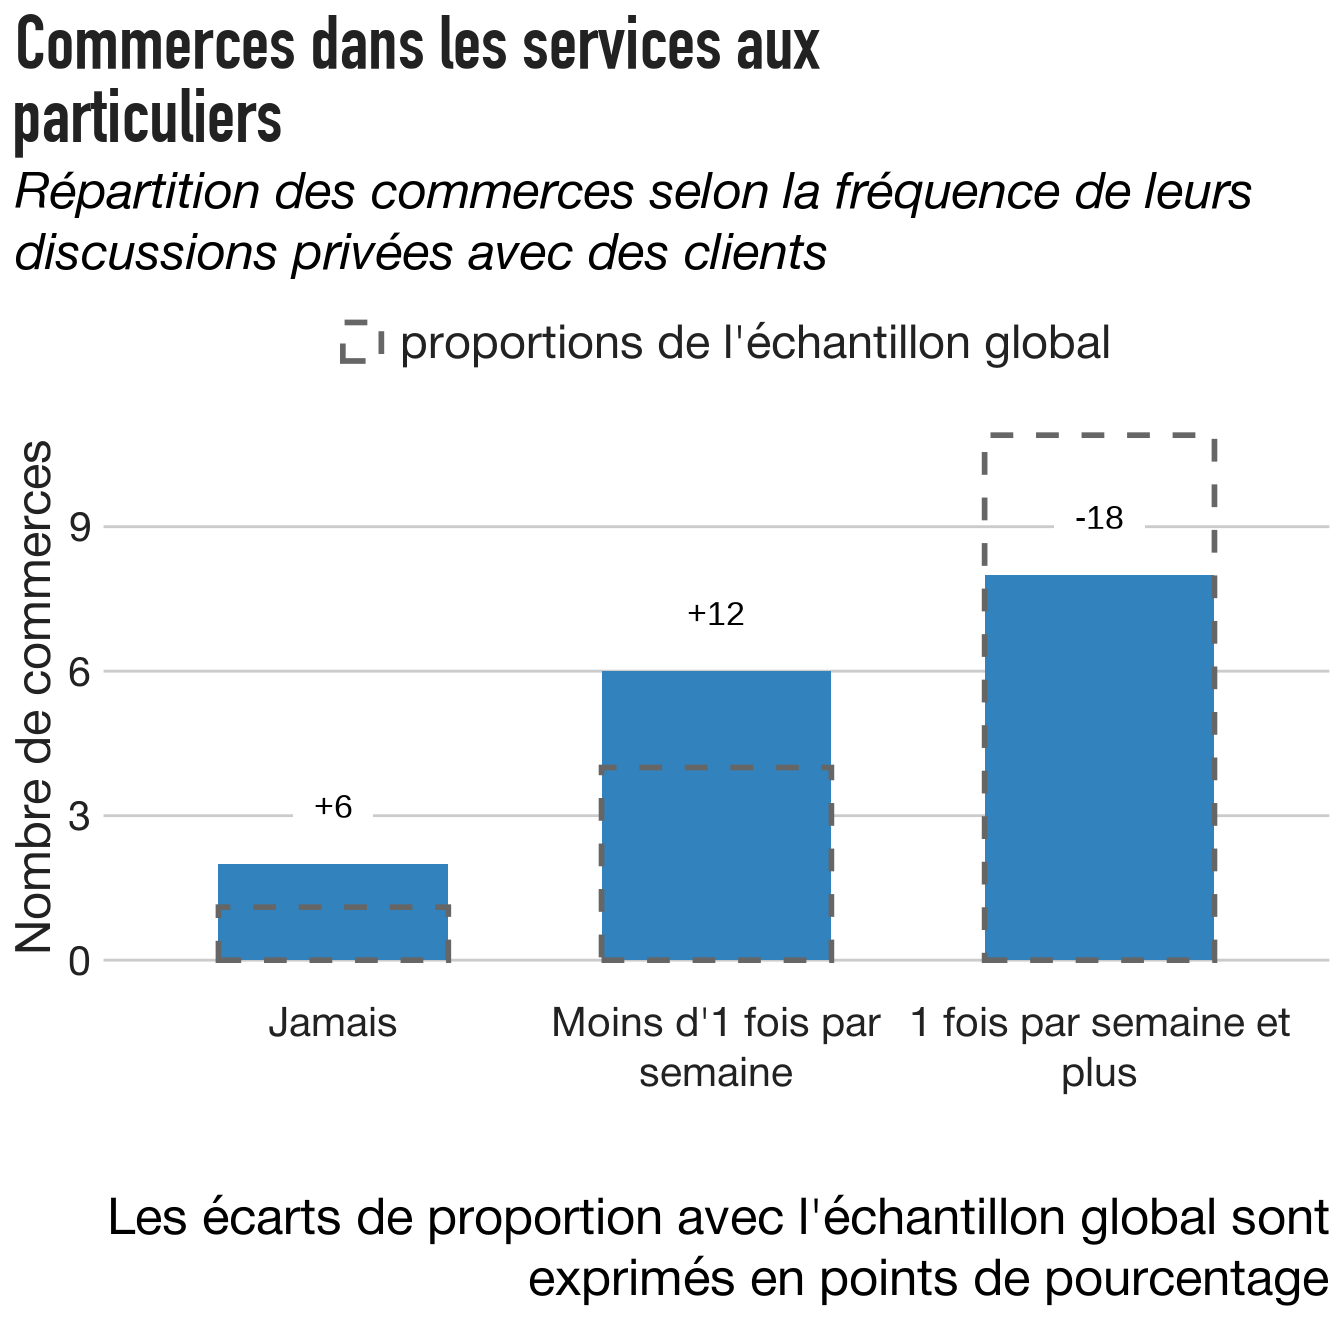 Commerces dans les services aux
particuliers
Répartition des commerces selon la fréquence de leurs
discussions privées avec des clients
proportions de l'échantillon global
Nombre de commerces
9
6
3
0
-18
+12
+6
Jamais
Moins d'1 fois par
semaine
1 fois par semaine et
plus
Les écarts de proportion avec l'échantillon global sont
exprimés en points de pourcentage